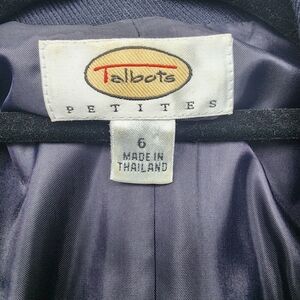 Talbots
PETITES
6
MADE IN
THAILAND